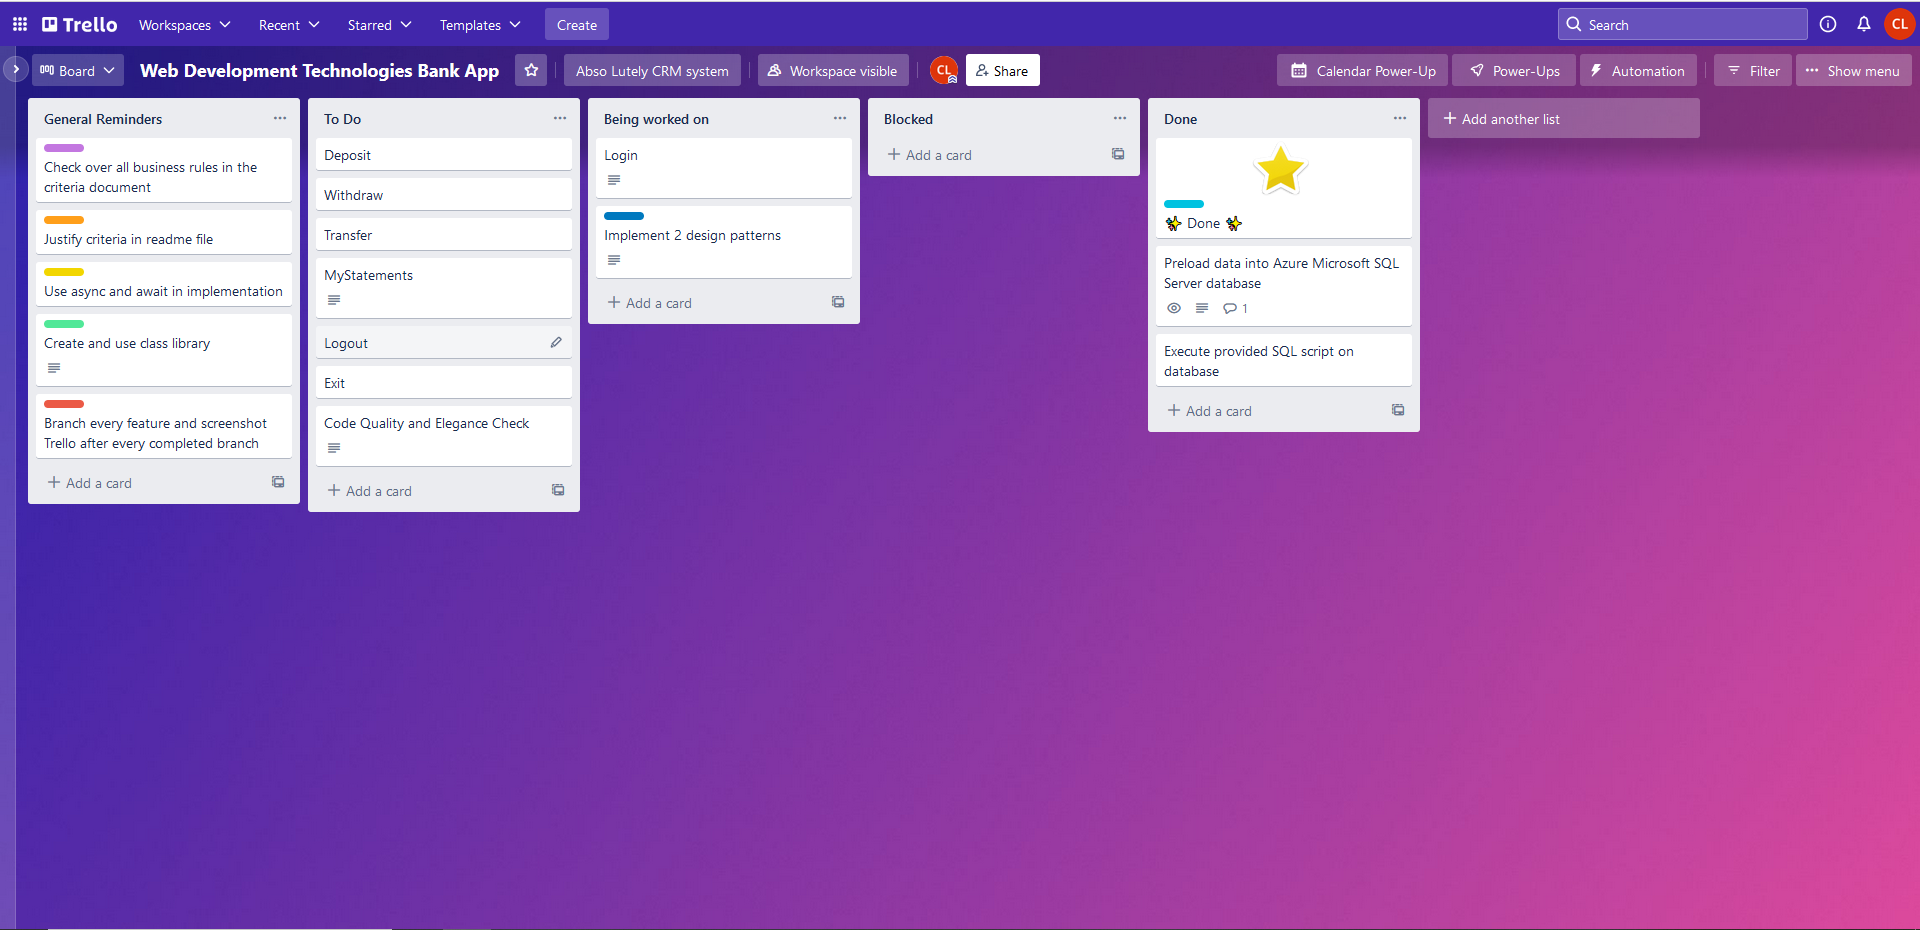 Trello Workspaces Recent Starred Templates Create Search CL
Board Web Development Technologies Bank App Abso Lutely CRM system Workspace visible CL Share Calendar Power-Up Power-Ups Automation Filter Show menu
General Reminders
Check over all business rules in the
criteria document
Justify criteria in readme file
Use async and await in implementation
Create and use class library
Branch every feature and screenshot
Trello after every completed branch
Add a card
To Do
Deposit
Withdraw
Transfer
MyStatements
Logout
Exit
Code Quality and Elegance Check
Add a card
Being worked on
Login
Implement 2 design patterns
Add a card
Blocked
Add a card
Done
✨ Done ✨
Preload data into Azure Microsoft SQL
Server database
1
Execute provided SQL script on
database
Add a card
Add another list